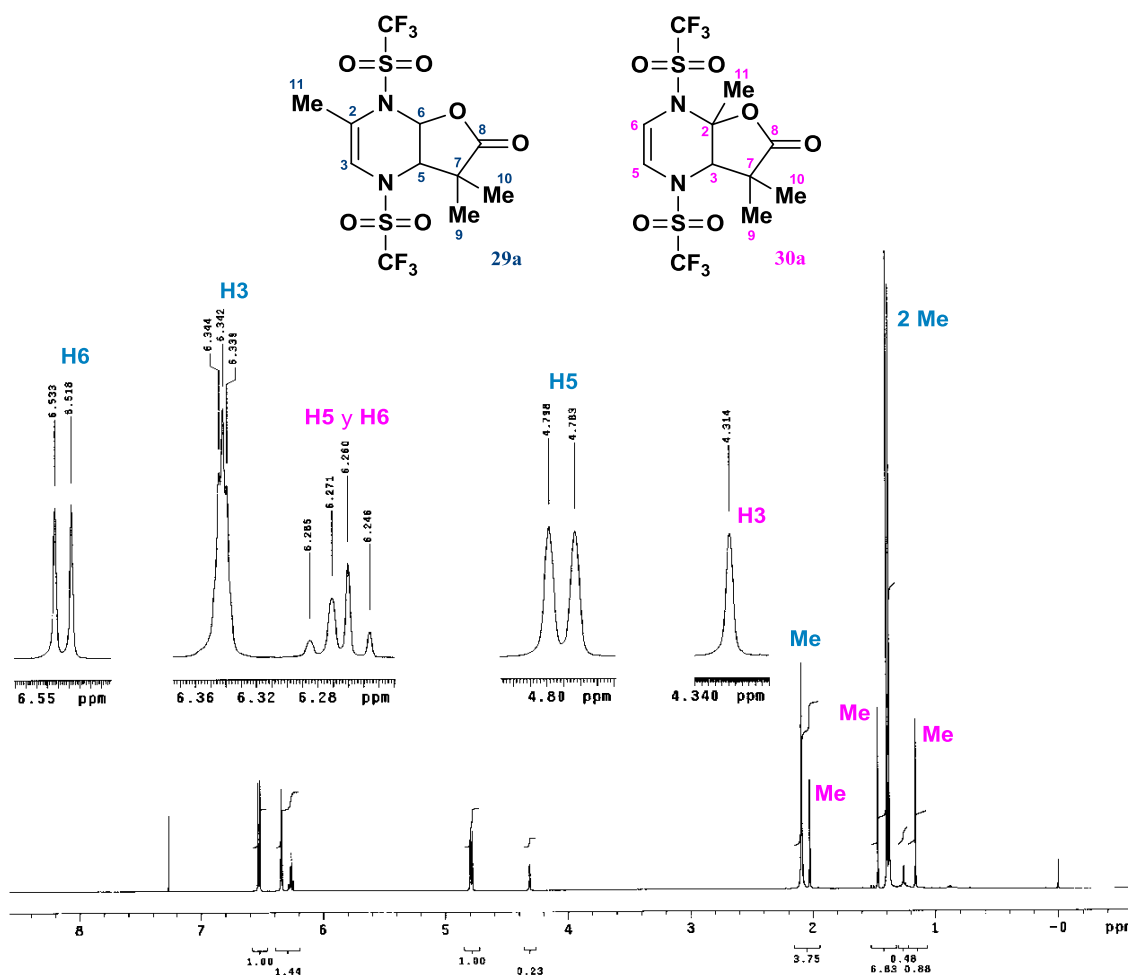 CF3
CF3
O=S=O
O=S=O
11
Me
2
N
6
O
8
O
3
N
5
7
10
Me
Me
9
O=S=O
CF3
29a
11
Me
N
O
6
2
8
O
5
N
3
7
10
Me
Me
9
O=S=O
CF3
30a
H6
6.533
6.518
H3
6.344
6.342
6.339
H5 y H6
6.285
6.271
6.260
6.246
H5
4.798
4.783
4.314
H3
2 Me
6.55 ppm
6.36 6.32 6.28 ppm
4.80 ppm
4.340 ppm
Me
Me
Me
Me
8 7 6 5 4 3 2 1 -0 ppm
1.00
1.44
1.00
0.23
3.75
6.83
0.48
0.88